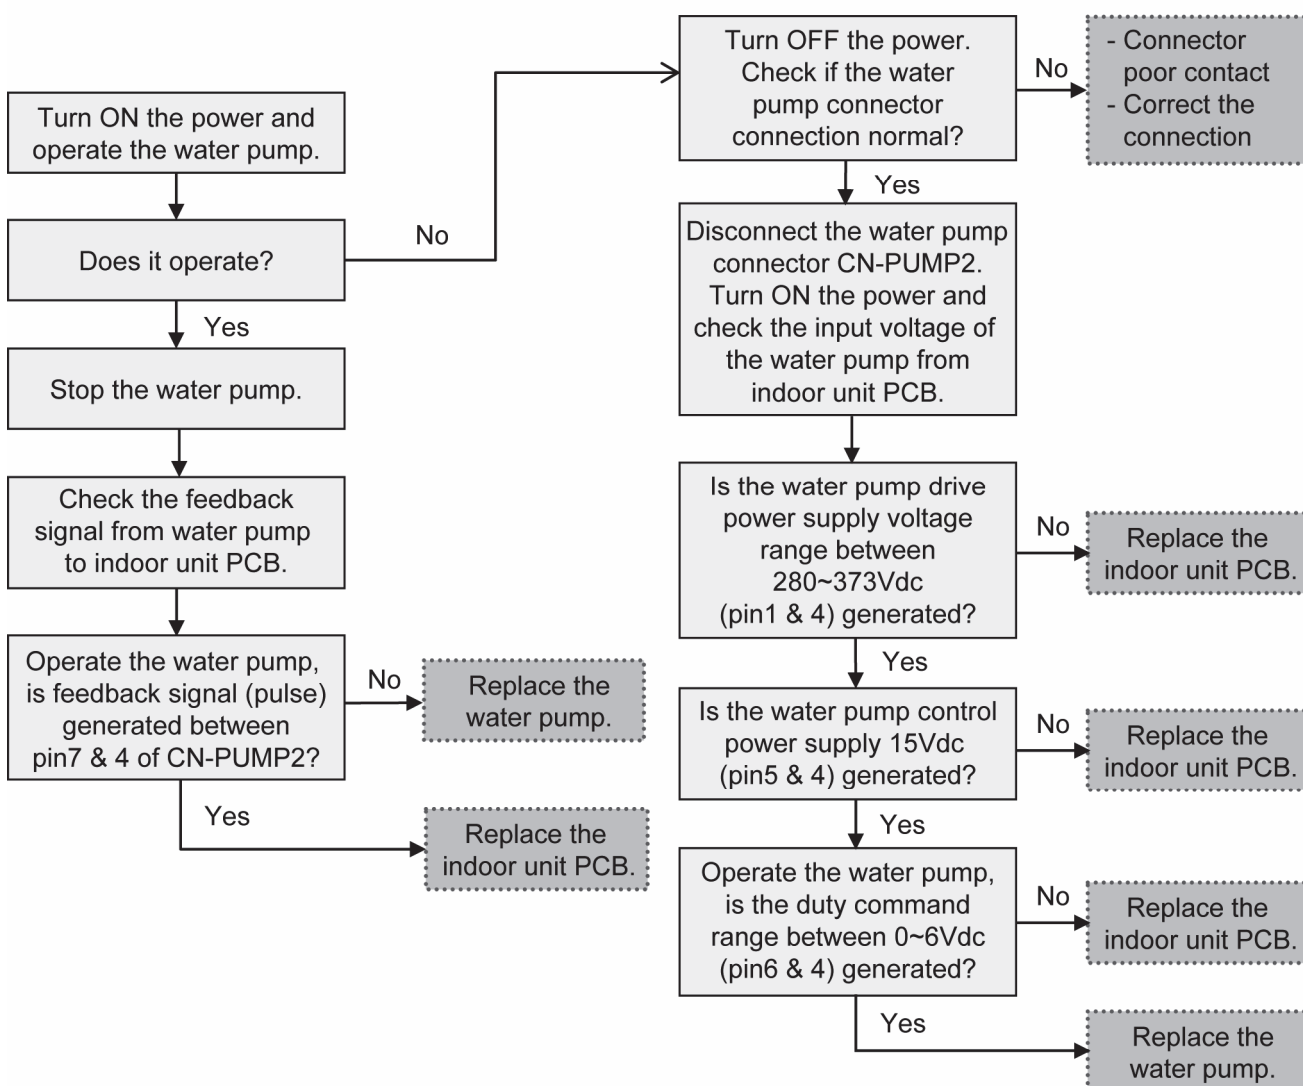 Turn ON the power and
operate the water pump.
Does it operate?
No
Yes
Stop the water pump.
Check the feedback
signal from water pump
to indoor unit PCB.
Operate the water pump,
is feedback signal (pulse)
generated between
pin7 & 4 of CN-PUMP2?
No
Replace the
water pump.
Yes
Replace the
indoor unit PCB.
Turn OFF the power.
Check if the water
pump connector
connection normal?
No
- Connector
poor contact
- Correct the
connection
Yes
Disconnect the water pump
connector CN-PUMP2.
Turn ON the power and
check the input voltage of
the water pump from
indoor unit PCB.
Is the water pump drive
power supply voltage
range between
280~373Vdc
(pin1 & 4) generated?
No
Replace the
indoor unit PCB.
Yes
Is the water pump control
power supply 15Vdc
(pin5 & 4) generated?
No
Replace the
indoor unit PCB.
Yes
Operate the water pump,
is the duty command
range between 0~6Vdc
(pin6 & 4) generated?
No
Replace the
indoor unit PCB.
Yes
Replace the
water pump.